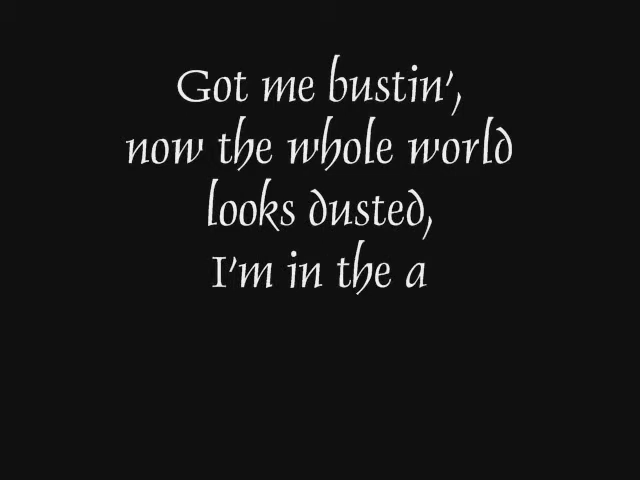 Got me bustin',
now the whole world
looks dusted,
I'm in the a